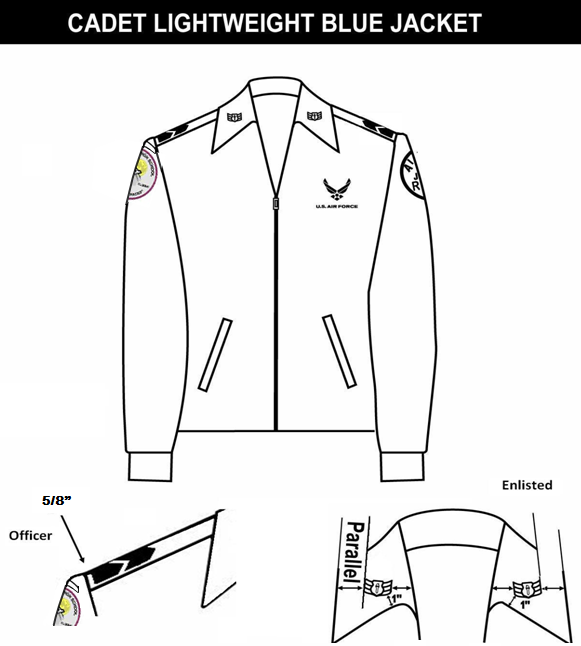 CADET LIGHTWEIGHT BLUE JACKET
U.S. AIR FORCE
5/8”
Officer
Enlisted
Parallel
1"
1"